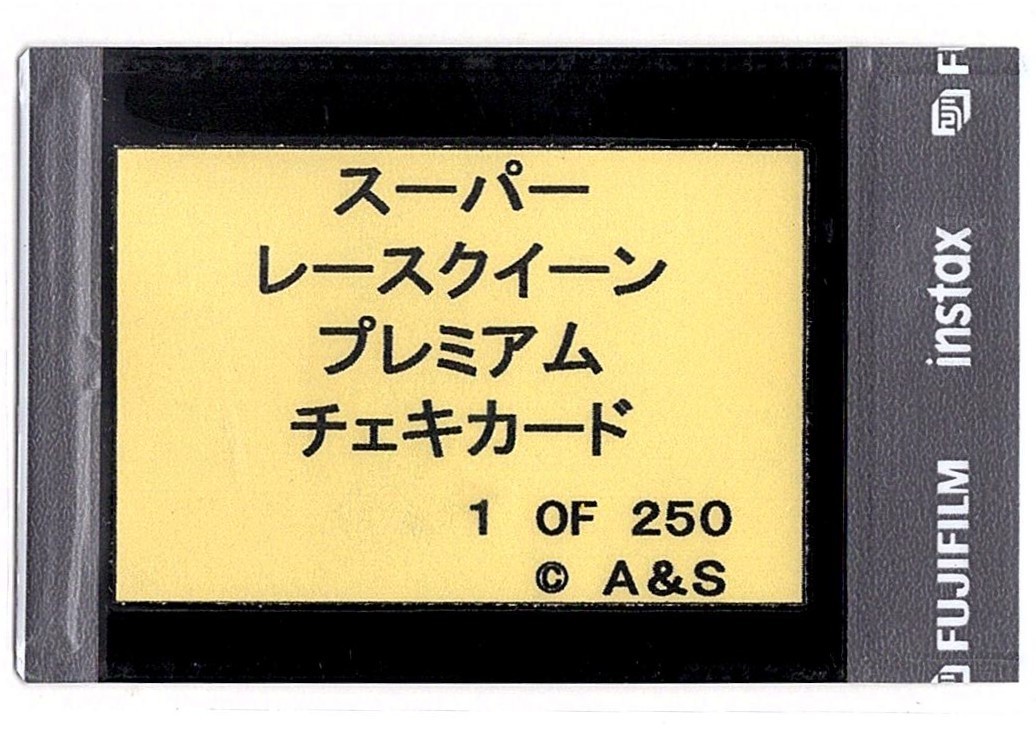 スーパー
レースクイーン
プレミアム
チェキカード
1 OF 250
© A&S
FUJIFILM
instax
FUJI
F